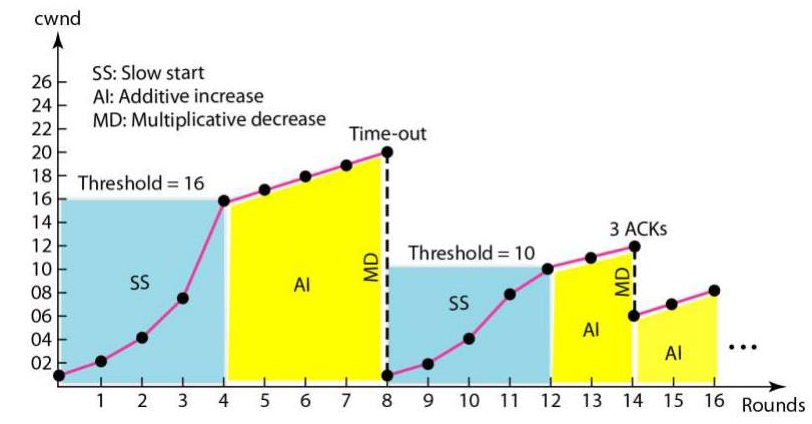 cwnd
SS: Slow start
AI: Additive increase
MD: Multiplicative decrease
26
24
22
20
18
16
14
12
10
08
06
04
02
Threshold = 16
Time-out
SS
AI
MD
Threshold = 10
3 ACKs
SS
AI
MD
AI
...
1 2 3 4 5 6 7 8 9 10 11 12 13 14 15 16 Rounds